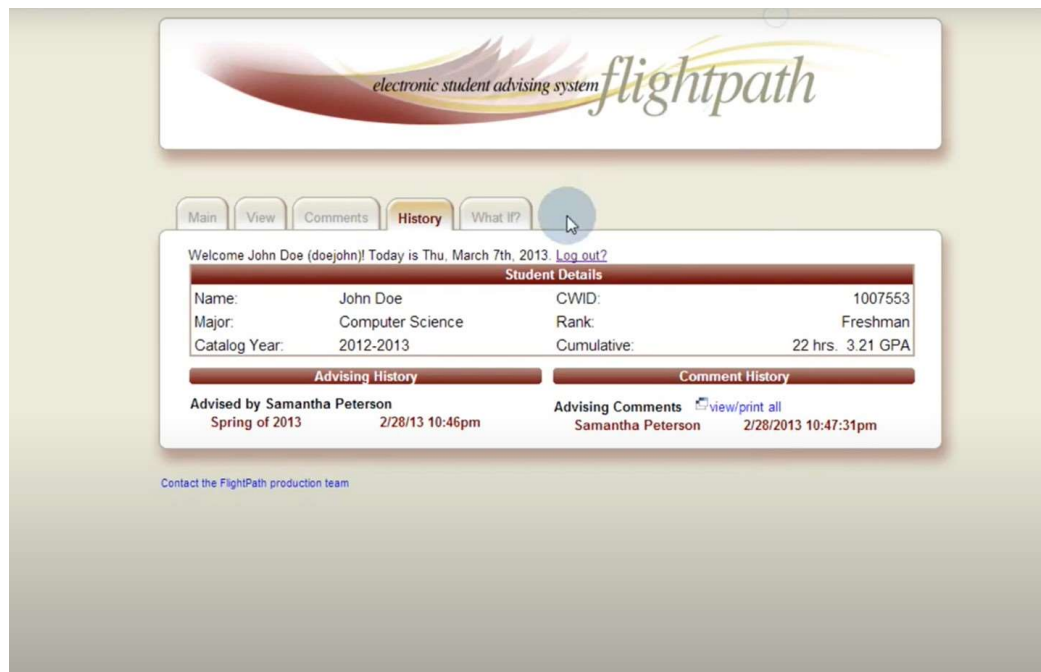 electronic student advising system flightpath
Main View Comments History What If?
Welcome John Doe (doejohn)! Today is Thu, March 7th, 2013. Log out?
Student Details
Name: John Doe CWID: 1007553
Major: Computer Science Rank: Freshman
Catalog Year: 2012-2013 Cumulative: 22 hrs. 3.21 GPA
Advising History Comment History
Advised by Samantha Peterson Advising Comments view/print all
Spring of 2013 2/28/13 10:46pm Samantha Peterson 2/28/2013 10:47:31pm
Contact the FlightPath production team